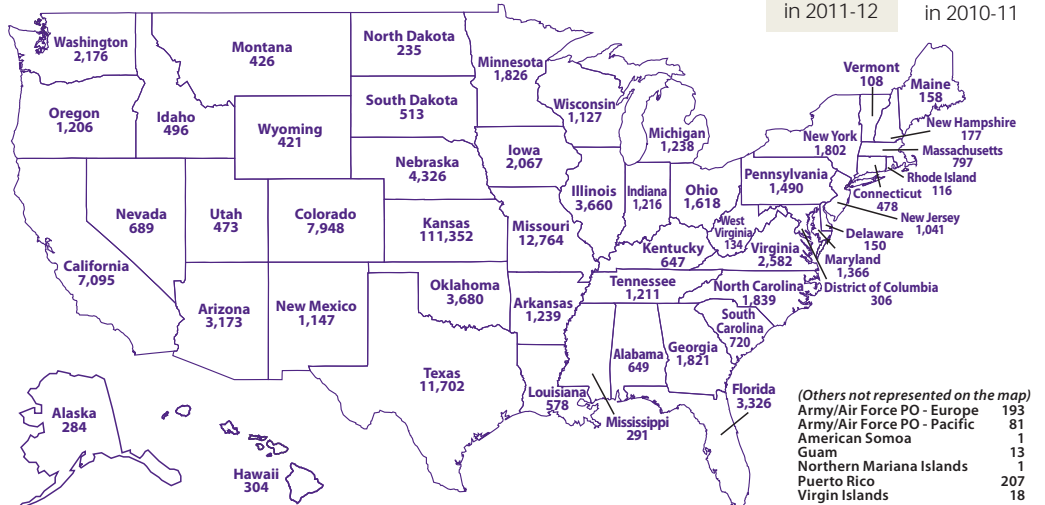 in 2011-12
in 2010-11
Washington
2,176
Montana
426
North Dakota
235
Minnesota
1,826
Vermont
108
Maine
158
Oregon
1,206
Idaho
496
Wyoming
421
South Dakota
513
Wisconsin
1,127
Michigan
1,238
New York
1,802
New Hampshire
177
Massachusetts
797
Rhode Island
116
Connecticut
478
New Jersey
1,041
Nevada
689
Utah
473
Colorado
7,948
Nebraska
4,326
Iowa
2,067
Illinois
3,660
Indiana
1,216
Ohio
1,618
Pennsylvania
1,490
Delaware
150
Maryland
1,366
District of Columbia
306
California
7,095
Kansas
111,352
Missouri
12,764
Kentucky
647
West
Virginia
134
Virginia
2,582
Arizona
3,173
New Mexico
1,147
Oklahoma
3,680
Arkansas
1,239
Tennessee
1,211
North Carolina
1,839
South
Carolina
720
Texas
11,702
Louisiana
578
Mississippi
291
Alabama
649
Georgia
1,821
Florida
3,326
Alaska
284
Hawaii
304
(Others not represented on the map)
Army/Air Force PO - Europe 193
Army/Air Force PO - Pacific 81
American Somoa 1
Guam 13
Northern Mariana Islands 1
Puerto Rico 207
Virgin Islands 18